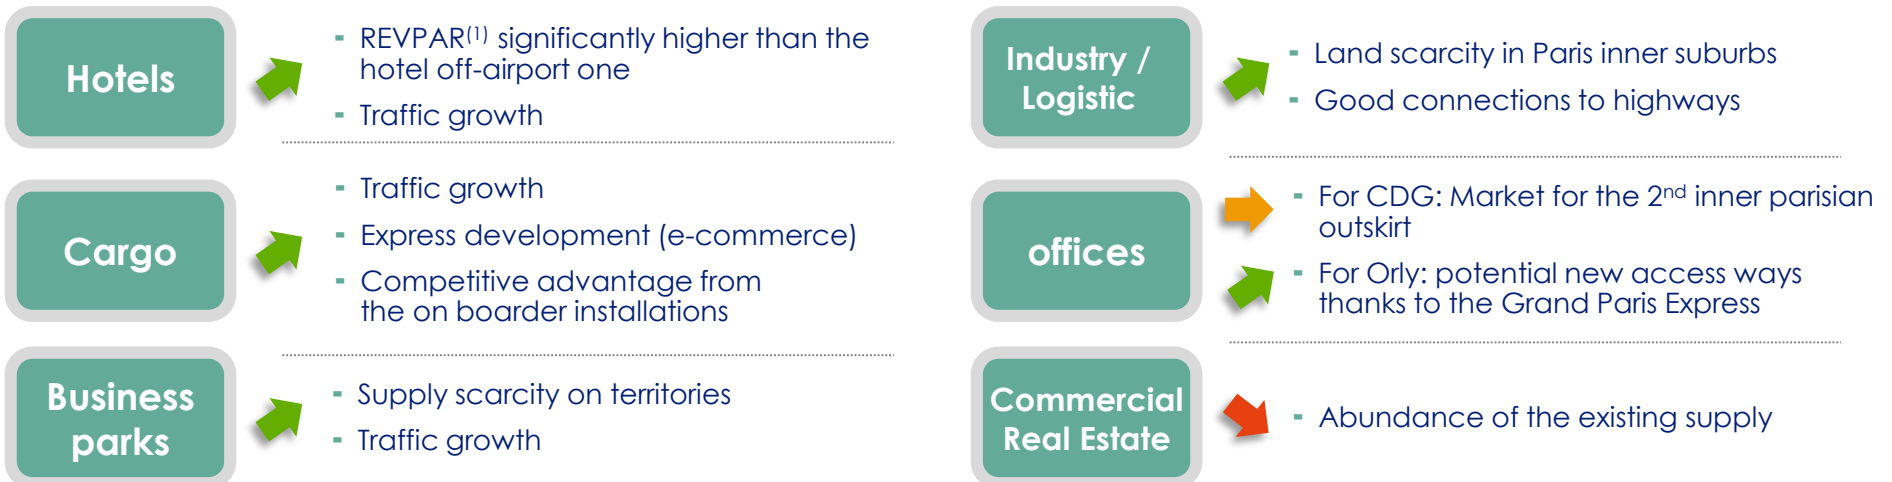 Hotels
- REVPAR(1) significantly higher than the
hotel off-airport one
- Traffic growth
Cargo
- Traffic growth
- Express development (e-commerce)
- Competitive advantage from
the on boarder installations
Business
parks
- Supply scarcity on territories
- Traffic growth
Industry /
Logistic
- Land scarcity in Paris inner suburbs
- Good connections to highways
offices
- For CDG: Market for the 2nd inner parisian
outskirt
- For Orly: potential new access ways
thanks to the Grand Paris Express
Commercial
Real Estate
- Abundance of the existing supply